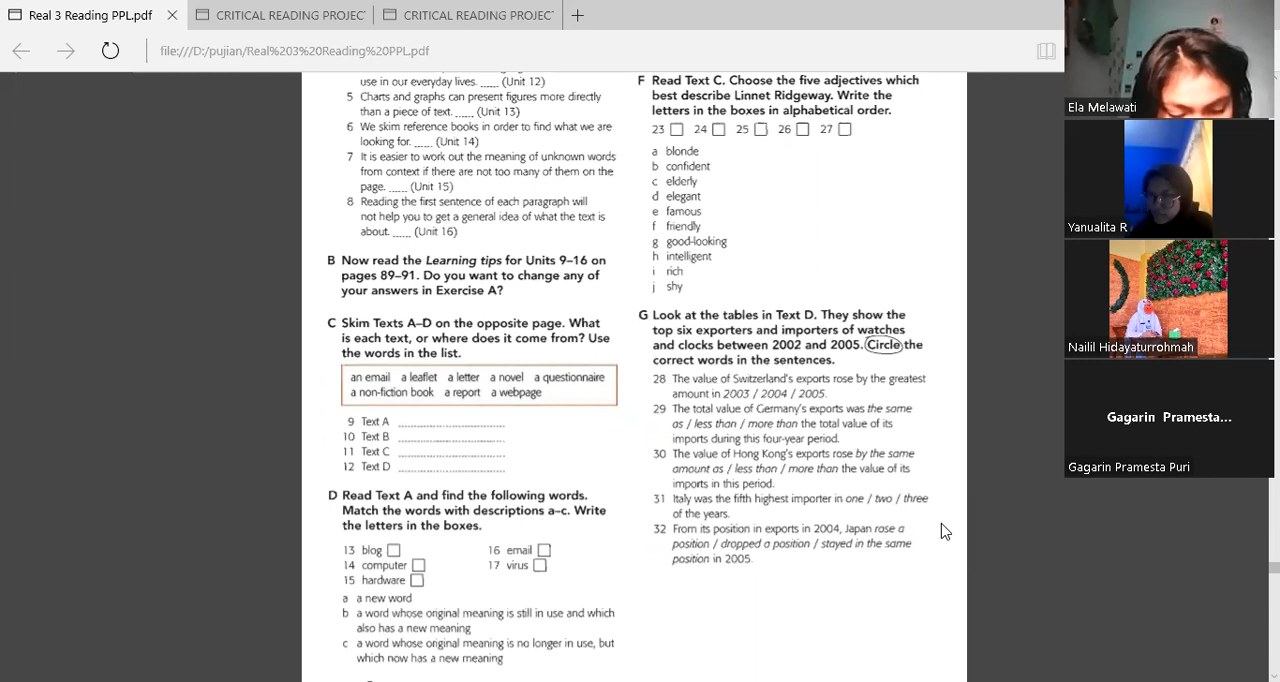 Real 3 Reading PPL.pdf
CRITICAL READING PROJECT
CRITICAL READING PROJECT
file:///D:/pujian/Real%203%20Reading%20PPL.pdf
use in our everyday lives. ..... (Unit 12)
5 Charts and graphs can present figures more directly
than a piece of text. ..... (Unit 13)
6 We skim reference books in order to find what we are
looking for. ..... (Unit 14)
7 It is easier to work out the meaning of unknown words
from context if there are not too many of them on the
page. ..... (Unit 15)
8 Reading the first sentence of each paragraph will
not help you to get a general idea of what the text is
about. ..... (Unit 16)
B Now read the Learning tips for Units 9–16 on
pages 89–91. Do you want to change any of
your answers in Exercise A?
C Skim Texts A–D on the opposite page. What
is each text, or where does it come from? Use
the words in the list.
an email a leaflet a letter a novel a questionnaire
a non-fiction book a report a webpage
9 Text A
10 Text B
11 Text C
12 Text D
D Read Text A and find the following words.
Match the words with descriptions a–c. Write
the letters in the boxes.
13 blog
14 computer
15 hardware
16 email
17 virus
a a new word
b a word whose original meaning is still in use and which
also has a new meaning
c a word whose original meaning is no longer in use, but
which now has a new meaning
F Read Text C. Choose the five adjectives which
best describe Linnet Ridgeway. Write the
letters in the boxes in alphabetical order.
23 24 25 26 27
a blonde
b confident
c elderly
d elegant
e famous
f friendly
g good-looking
h intelligent
i rich
j shy
G Look at the tables in Text D. They show the
top six exporters and importers of watches
and clocks between 2002 and 2005. Circle the
correct words in the sentences.
28 The value of Switzerland's exports rose by the greatest
amount in 2003 / 2004 / 2005.
29 The total value of Germany's exports was the same
as / less than / more than the total value of its
imports during this four-year period.
30 The value of Hong Kong's exports rose by the same
amount as / less than / more than the value of its
imports in this period.
31 Italy was the fifth highest importer in one / two / three
of the years.
32 From its position in exports in 2004, Japan rose a
position / dropped a position / stayed in the same
position in 2005.
Ela Melawati
Yanualita R
Nailil Hidayaturrohmah
Gagarin Pramesta...
Gagarin Pramesta Puri